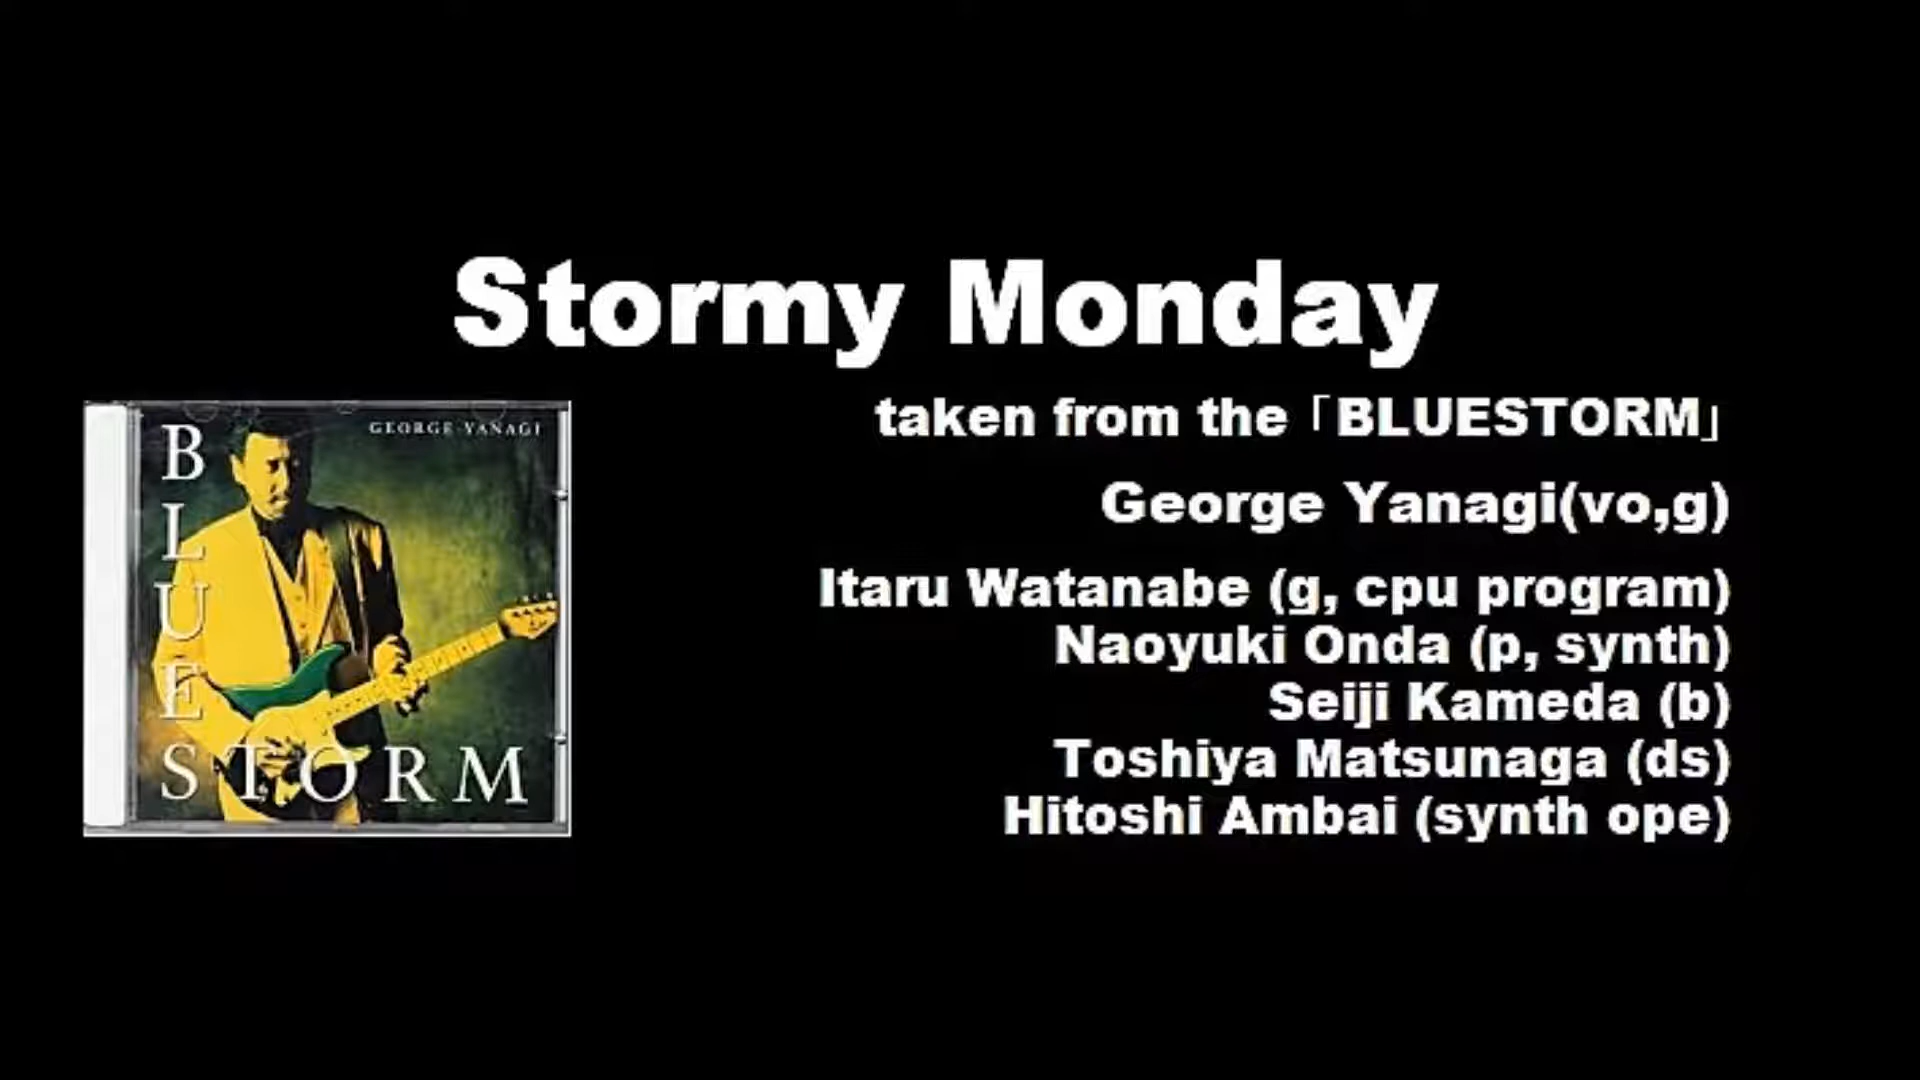 Stormy Monday
taken from the「BLUESTORM」
George Yanagi(vo,g)
Itaru Watanabe (g, cpu program)
Naoyuki Onda (p, synth)
Seiji Kameda (b)
Toshiya Matsunaga (ds)
Hitoshi Ambai (synth ope)
GEORGE YANAGI
BLUE
STORM